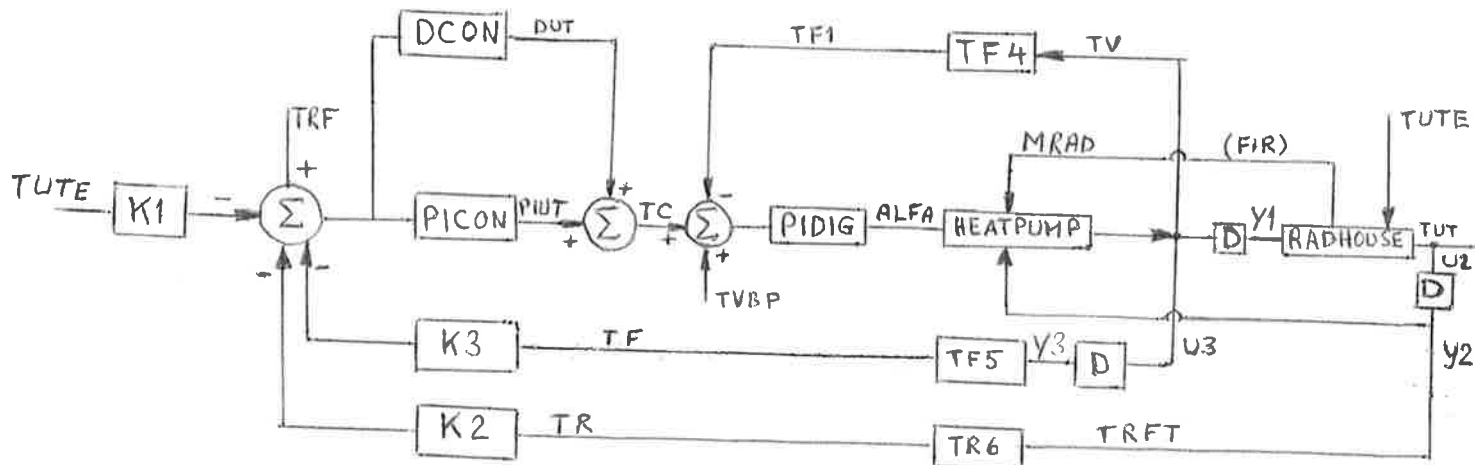 DCON DUT
TF1 TF4 TV
TRF
+
TUTE
MRAD (FIR)
TUTE K1 - Σ
PICON PIUT + + Σ TC + - Σ + PIDIG ALFA HEATPUMP D Y1 RADHOUSE TUT
U2
D
- -
TVBP
K3 TF TF5 Y3 D U3
Y2
K2 TR TR6 TRFT